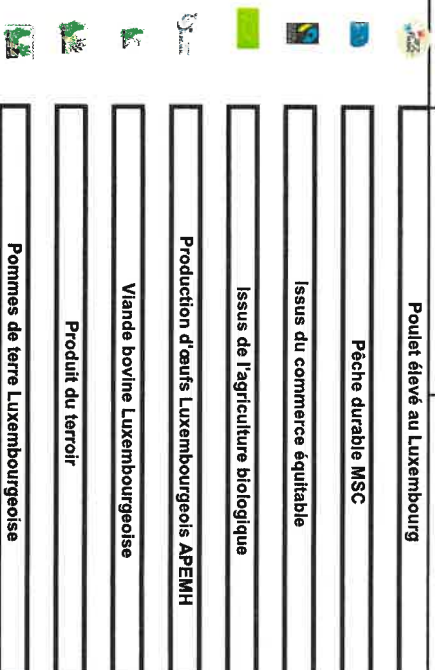 Poulet élevé au Luxembourg
Pêche durable MSC
Issus du commerce équitable
Issus de l'agriculture biologique
Production d'œufs Luxembourgeois APEMH
Viande bovine Luxembourgeoise
Produit du terroir
Pommes de terre Luxembourgeoise